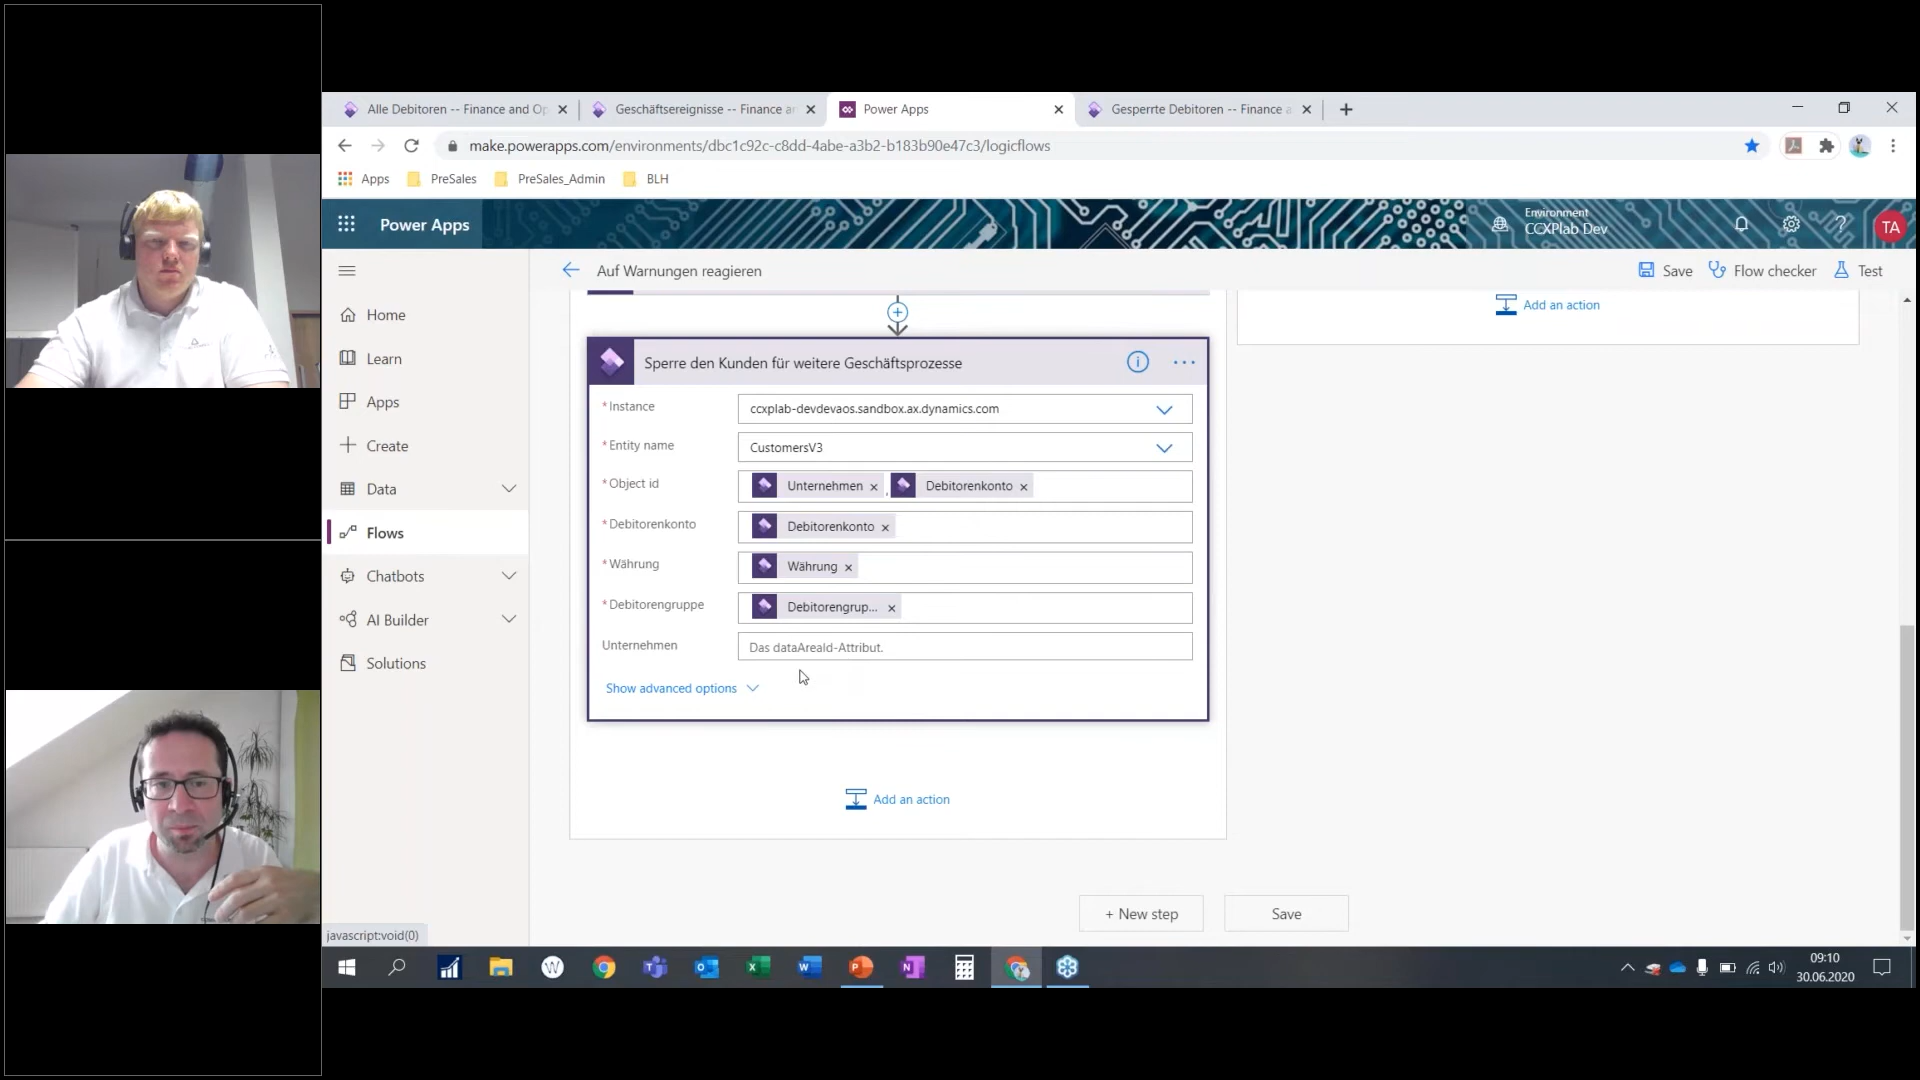 Alle Debitoren -- Finance and Op
Geschäftsereignisse -- Finance an
Power Apps
Gesperrte Debitoren -- Finance a
make.powerapps.com/environments/dbc1c92c-c8dd-4abe-a3b2-b183b90e47c3/logicflows
Apps
PreSales
PreSales_Admin
BLH
Power Apps
Environment
CCXPlab Dev
TA
Auf Warnungen reagieren
Save
Flow checker
Test
Home
Learn
Apps
Create
Data
Flows
Chatbots
AI Builder
Solutions
Add an action
Sperre den Kunden für weitere Geschäftsprozesse
* Instance
ccxplab-devdevaos.sandbox.ax.dynamics.com
* Entity name
CustomersV3
* Object id
Unternehmen × , Debitorenkonto ×
* Debitorenkonto
Debitorenkonto ×
* Währung
Währung ×
* Debitorengruppe
Debitorengrup... ×
Unternehmen
Das dataAreaId-Attribut.
Show advanced options
Add an action
+ New step
Save
javascript:void(0)
09:10
30.06.2020